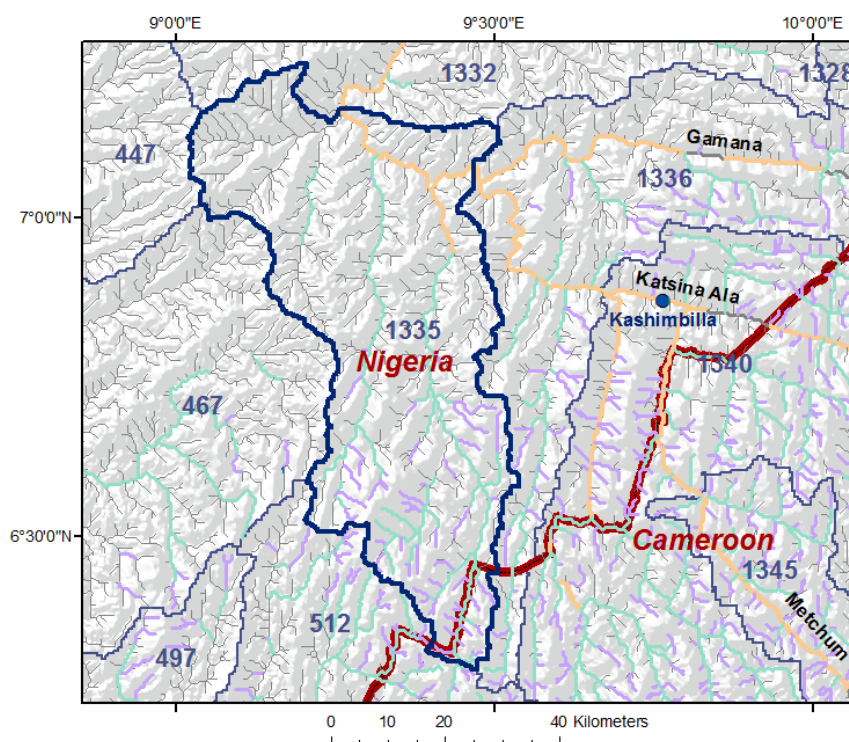 9°0'0"E
9°30'0"E
10°0'0"E
1332
1328
447
Gamana
1336
7°0'0"N
Katsina Ala
Kashimbilla
1335
Nigeria
1340
467
6°30'0"N
Cameroon
1345
512
Metchum
497
0 10 20 40 Kilometers